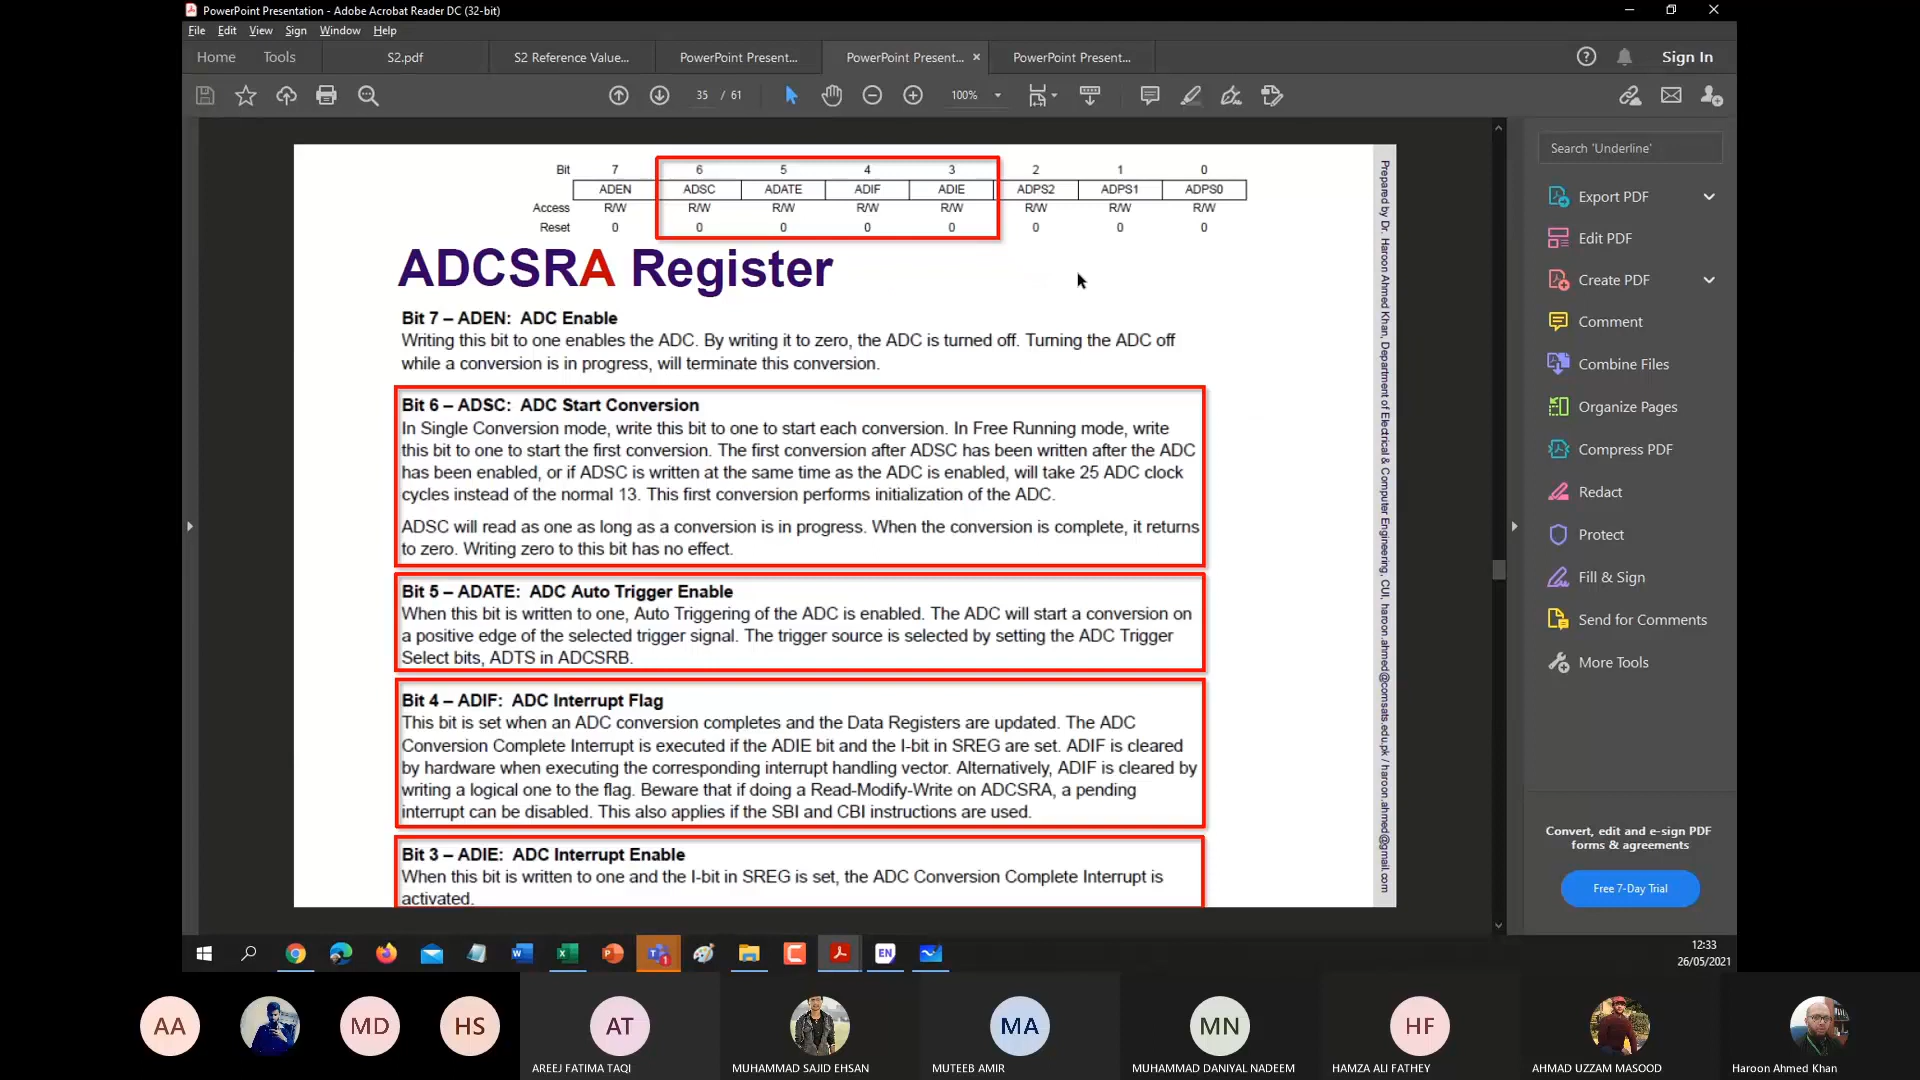 PowerPoint Presentation - Adobe Acrobat Reader DC (32-bit)
File Edit View Sign Window Help
Home Tools S2.pdf S2 Reference Value... PowerPoint Present... PowerPoint Present... × PowerPoint Present... Sign In
35 / 61 100%
Search 'Underline'
Export PDF
Edit PDF
Create PDF
Comment
Combine Files
Organize Pages
Compress PDF
Redact
Protect
Fill & Sign
Send for Comments
More Tools
Convert, edit and e-sign PDF
forms & agreements
Free 7-Day Trial
Bit 7 6 5 4 3 2 1 0
ADEN ADSC ADATE ADIF ADIE ADPS2 ADPS1 ADPS0
Access R/W R/W R/W R/W R/W R/W R/W R/W
Reset 0 0 0 0 0 0 0 0
ADCSRA Register
Bit 7 – ADEN: ADC Enable
Writing this bit to one enables the ADC. By writing it to zero, the ADC is turned off. Turning the ADC off
while a conversion is in progress, will terminate this conversion.
Bit 6 – ADSC: ADC Start Conversion
In Single Conversion mode, write this bit to one to start each conversion. In Free Running mode, write
this bit to one to start the first conversion. The first conversion after ADSC has been written after the ADC
has been enabled, or if ADSC is written at the same time as the ADC is enabled, will take 25 ADC clock
cycles instead of the normal 13. This first conversion performs initialization of the ADC.
ADSC will read as one as long as a conversion is in progress. When the conversion is complete, it returns
to zero. Writing zero to this bit has no effect.
Bit 5 – ADATE: ADC Auto Trigger Enable
When this bit is written to one, Auto Triggering of the ADC is enabled. The ADC will start a conversion on
a positive edge of the selected trigger signal. The trigger source is selected by setting the ADC Trigger
Select bits, ADTS in ADCSRB.
Bit 4 – ADIF: ADC Interrupt Flag
This bit is set when an ADC conversion completes and the Data Registers are updated. The ADC
Conversion Complete Interrupt is executed if the ADIE bit and the I-bit in SREG are set. ADIF is cleared
by hardware when executing the corresponding interrupt handling vector. Alternatively, ADIF is cleared by
writing a logical one to the flag. Beware that if doing a Read-Modify-Write on ADCSRA, a pending
interrupt can be disabled. This also applies if the SBI and CBI instructions are used.
Bit 3 – ADIE: ADC Interrupt Enable
When this bit is written to one and the I-bit in SREG is set, the ADC Conversion Complete Interrupt is
activated.
Prepared by Dr. Haroon Ahmed Khan, Department of Electrical & Computer Engineering, CUI, haroon.ahmed@comsats.edu.pk / haroon.ahmed@gmail.com
EN
12:33
26/05/2021
AA MD HS AT MA MN HF
AREEJ FATIMA TAQI MUHAMMAD SAJID EHSAN MUTEEB AMIR MUHAMMAD DANIYAL NADEEM HAMZA ALI FATHEY AHMAD UZZAM MASOOD Haroon Ahmed Khan